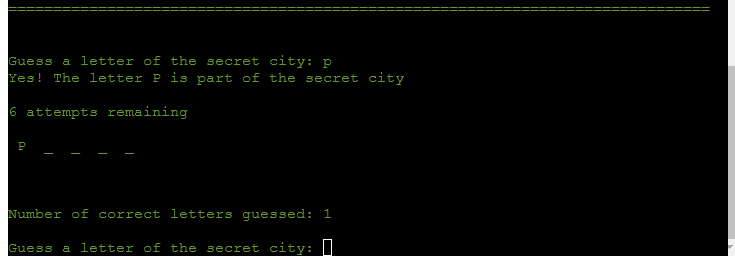 ==============================================================================
Guess a letter of the secret city: p
Yes! The letter P is part of the secret city
6 attempts remaining
P _ _ _ _
Number of correct letters guessed: 1
Guess a letter of the secret city: